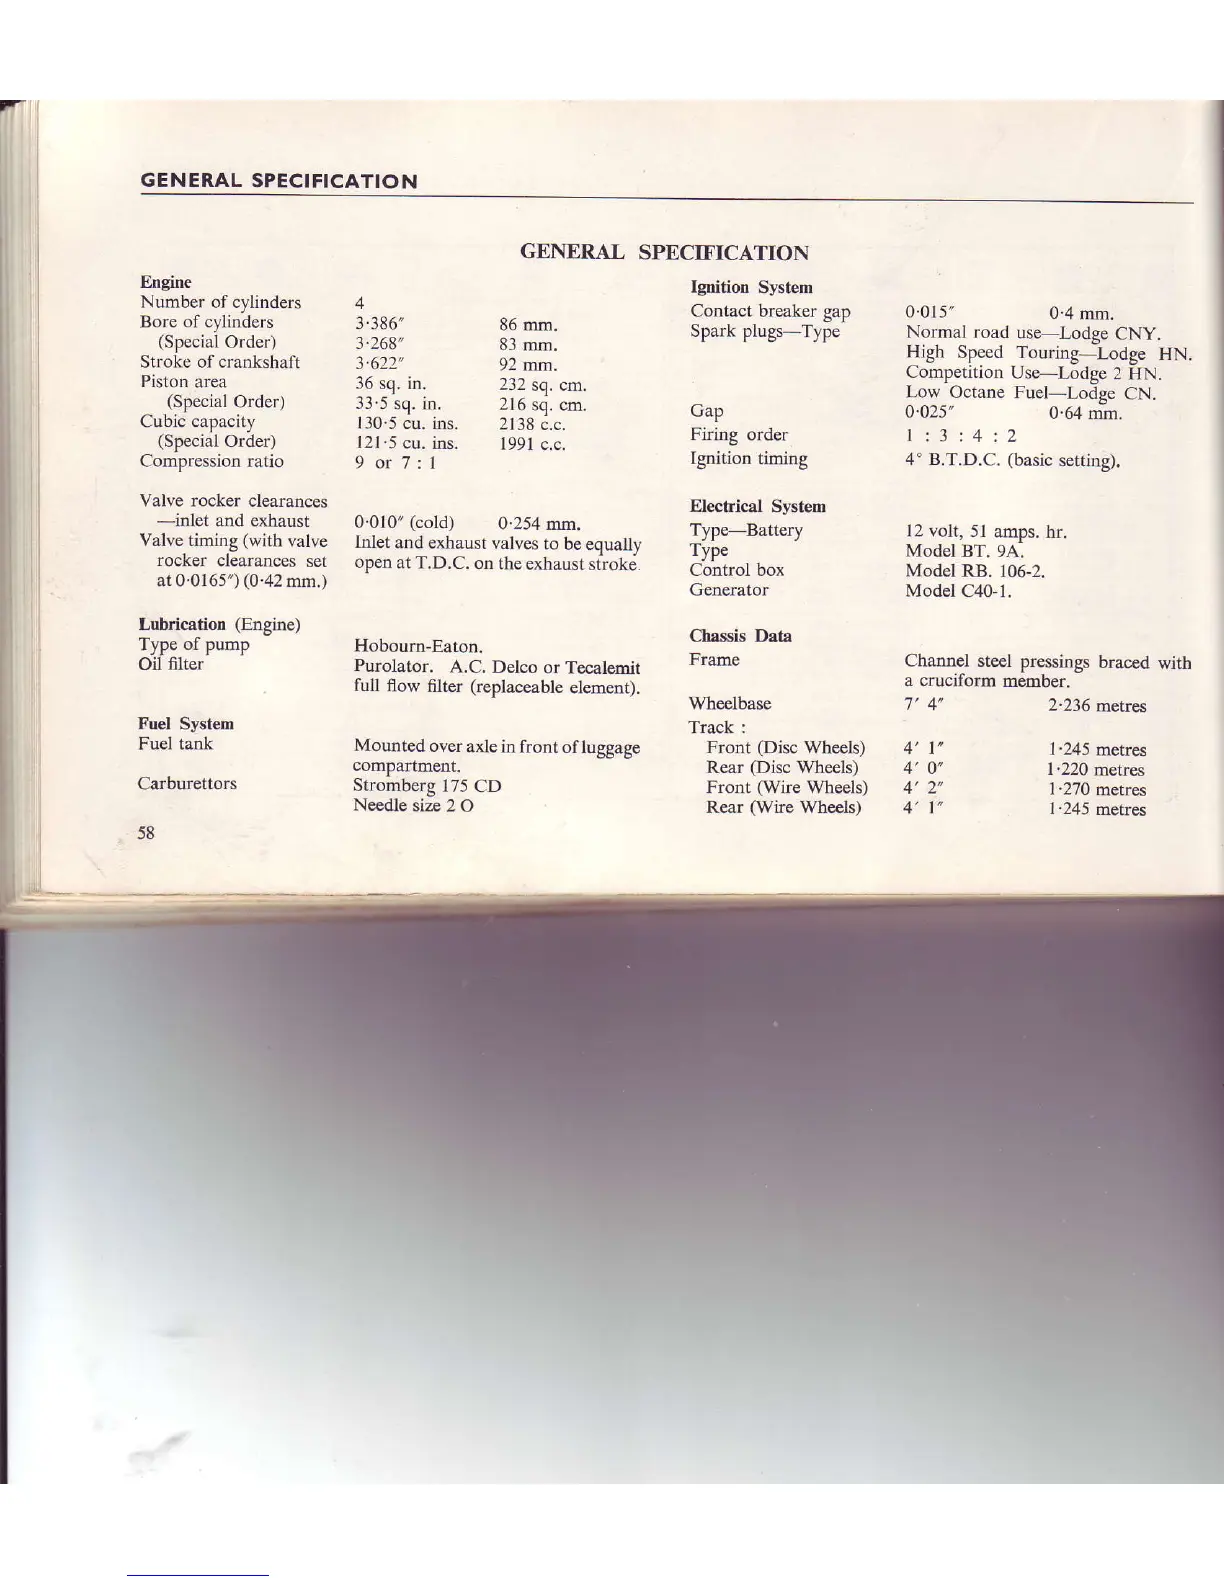 GENERAL SPECIFICATION
GENERAL SPECIFICATION
Engine
Number of cylinders 4
Bore of cylinders 3·386″ 86 mm.
(Special Order) 3·268″ 83 mm.
Stroke of crankshaft 3·622″ 92 mm.
Piston area 36 sq. in. 232 sq. cm.
(Special Order) 33·5 sq. in. 216 sq. cm.
Cubic capacity 130·5 cu. ins. 2138 c.c.
(Special Order) 121·5 cu. ins. 1991 c.c.
Compression ratio 9 or 7 : 1
Valve rocker clearances
—inlet and exhaust 0·010″ (cold) 0·254 mm.
Valve timing (with valve Inlet and exhaust valves to be equally
rocker clearances set open at T.D.C. on the exhaust stroke.
at 0·0165″) (0·42 mm.)
Lubrication (Engine)
Type of pump Hobourn-Eaton.
Oil filter Purolator. A.C. Delco or Tecalemit
full flow filter (replaceable element).
Fuel System
Fuel tank Mounted over axle in front of luggage
compartment.
Carburettors Stromberg 175 CD
Needle size 2 O
58
Ignition System
Contact breaker gap 0·015″ 0·4 mm.
Spark plugs—Type Normal road use—Lodge CNY.
High Speed Touring—Lodge HN.
Competition Use—Lodge 2 HN.
Low Octane Fuel—Lodge CN.
Gap 0·025″ 0·64 mm.
Firing order 1 : 3 : 4 : 2
Ignition timing 4° B.T.D.C. (basic setting).
Electrical System
Type—Battery 12 volt, 51 amps. hr.
Type Model BT. 9A.
Control box Model RB. 106-2.
Generator Model C40-1.
Chassis Data
Frame Channel steel pressings braced with
a cruciform member.
Wheelbase 7′ 4″ 2·236 metres
Track :
Front (Disc Wheels) 4′ 1″ 1·245 metres
Rear (Disc Wheels) 4′ 0″ 1·220 metres
Front (Wire Wheels) 4′ 2″ 1·270 metres
Rear (Wire Wheels) 4′ 1″ 1·245 metres